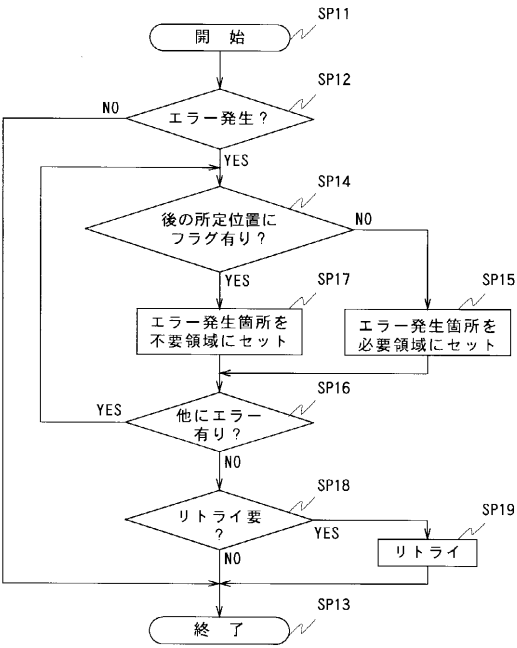 SP11
開 始
SP12
NO
エラー発生？
YES
SP14
後の所定位置に
フラグ有り？
NO
YES
SP17
SP15
エラー発生箇所を
不要領域にセット
エラー発生箇所を
必要領域にセット
SP16
YES
他にエラー
有り？
NO
SP18
リトライ要
？
YES
SP19
リトライ
NO
SP13
終 了